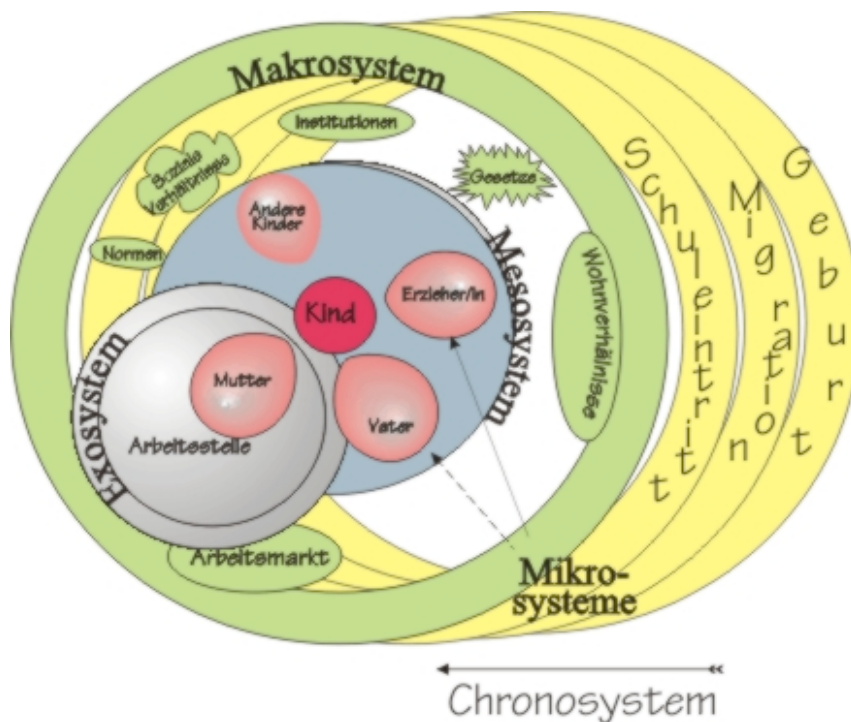 Makrosystem
Institutionen
Soziale
Verhältnisse
Gesetze
Normen
Andere
Kinder
Mesosystem
Erzieher/in
Kind
Wohnverhälnisse
Exosystem
Mutter
Vater
Arbeitsstelle
Arbeitsmarkt
Mikro-
systeme
Schuleintritt
Migration
Geburt
Chronosystem